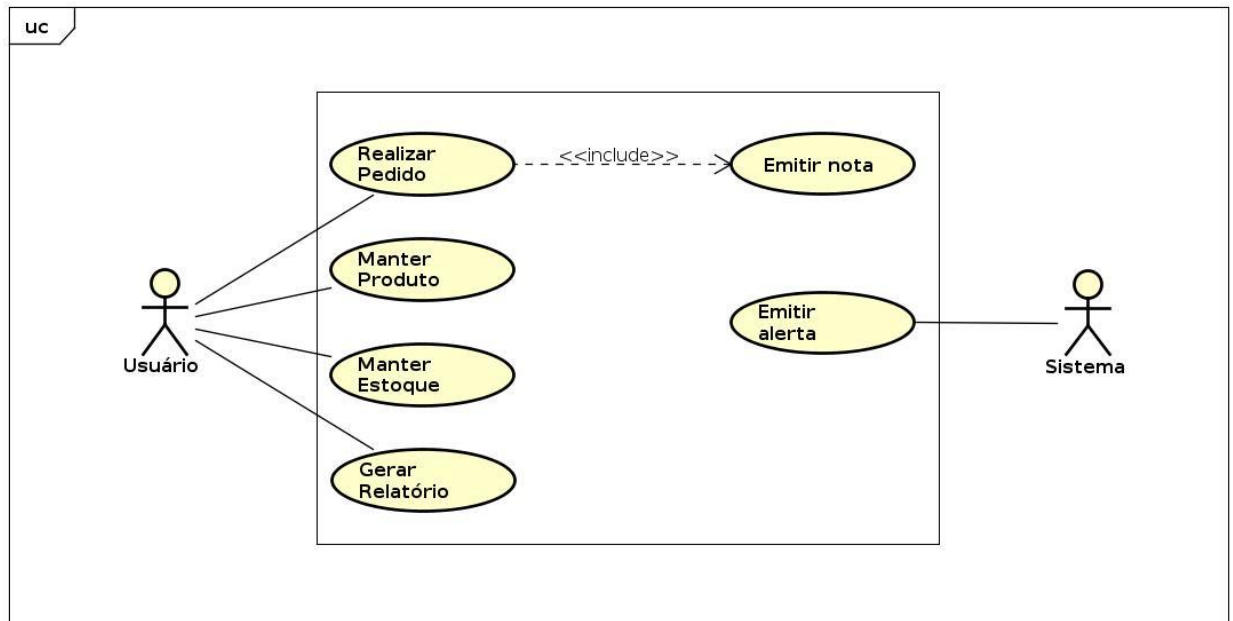 uc
Realizar
Pedido
<<include>>
Emitir nota
Manter
Produto
Emitir
alerta
Usuário
Sistema
Manter
Estoque
Gerar
Relatório